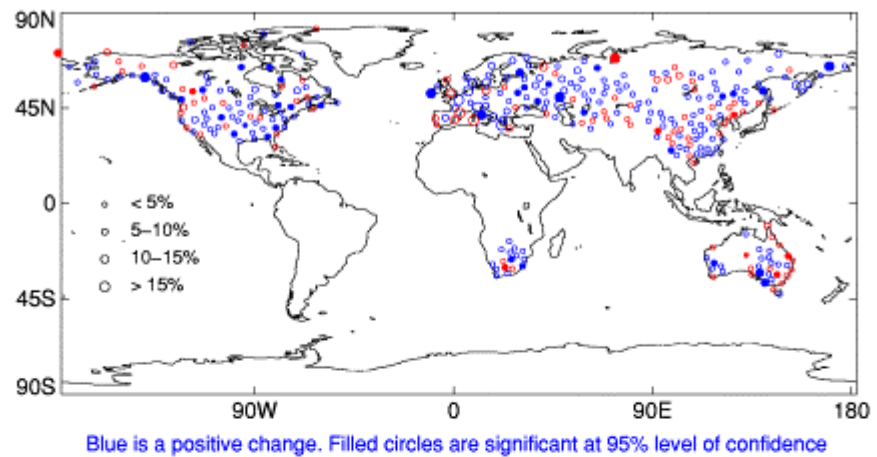 90N
45N
0
45S
90S
< 5%
5–10%
10–15%
> 15%
90W 0 90E 180
Blue is a positive change. Filled circles are significant at 95% level of confidence